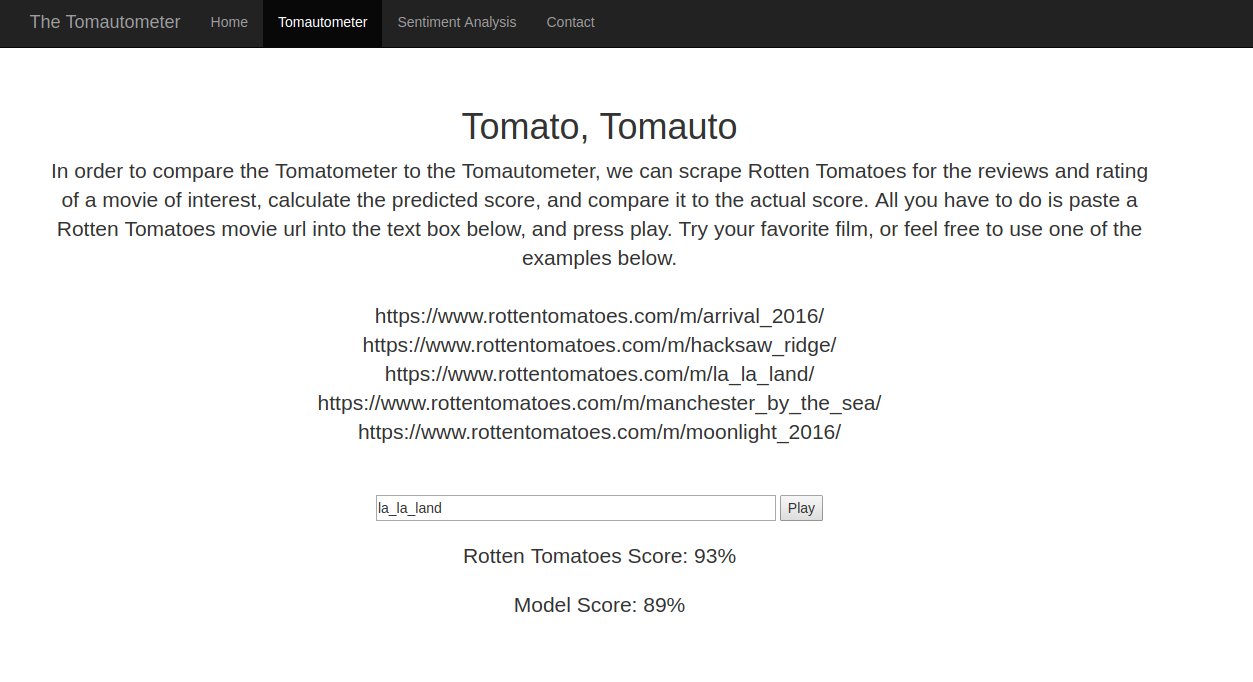 The Tomautometer Home Tomautometer Sentiment Analysis Contact
Tomato, Tomauto
In order to compare the Tomatometer to the Tomautometer, we can scrape Rotten Tomatoes for the reviews and rating
of a movie of interest, calculate the predicted score, and compare it to the actual score. All you have to do is paste a
Rotten Tomatoes movie url into the text box below, and press play. Try your favorite film, or feel free to use one of the
examples below.
https://www.rottentomatoes.com/m/arrival_2016/
https://www.rottentomatoes.com/m/hacksaw_ridge/
https://www.rottentomatoes.com/m/la_la_land/
https://www.rottentomatoes.com/m/manchester_by_the_sea/
https://www.rottentomatoes.com/m/moonlight_2016/
la_la_land Play
Rotten Tomatoes Score: 93%
Model Score: 89%